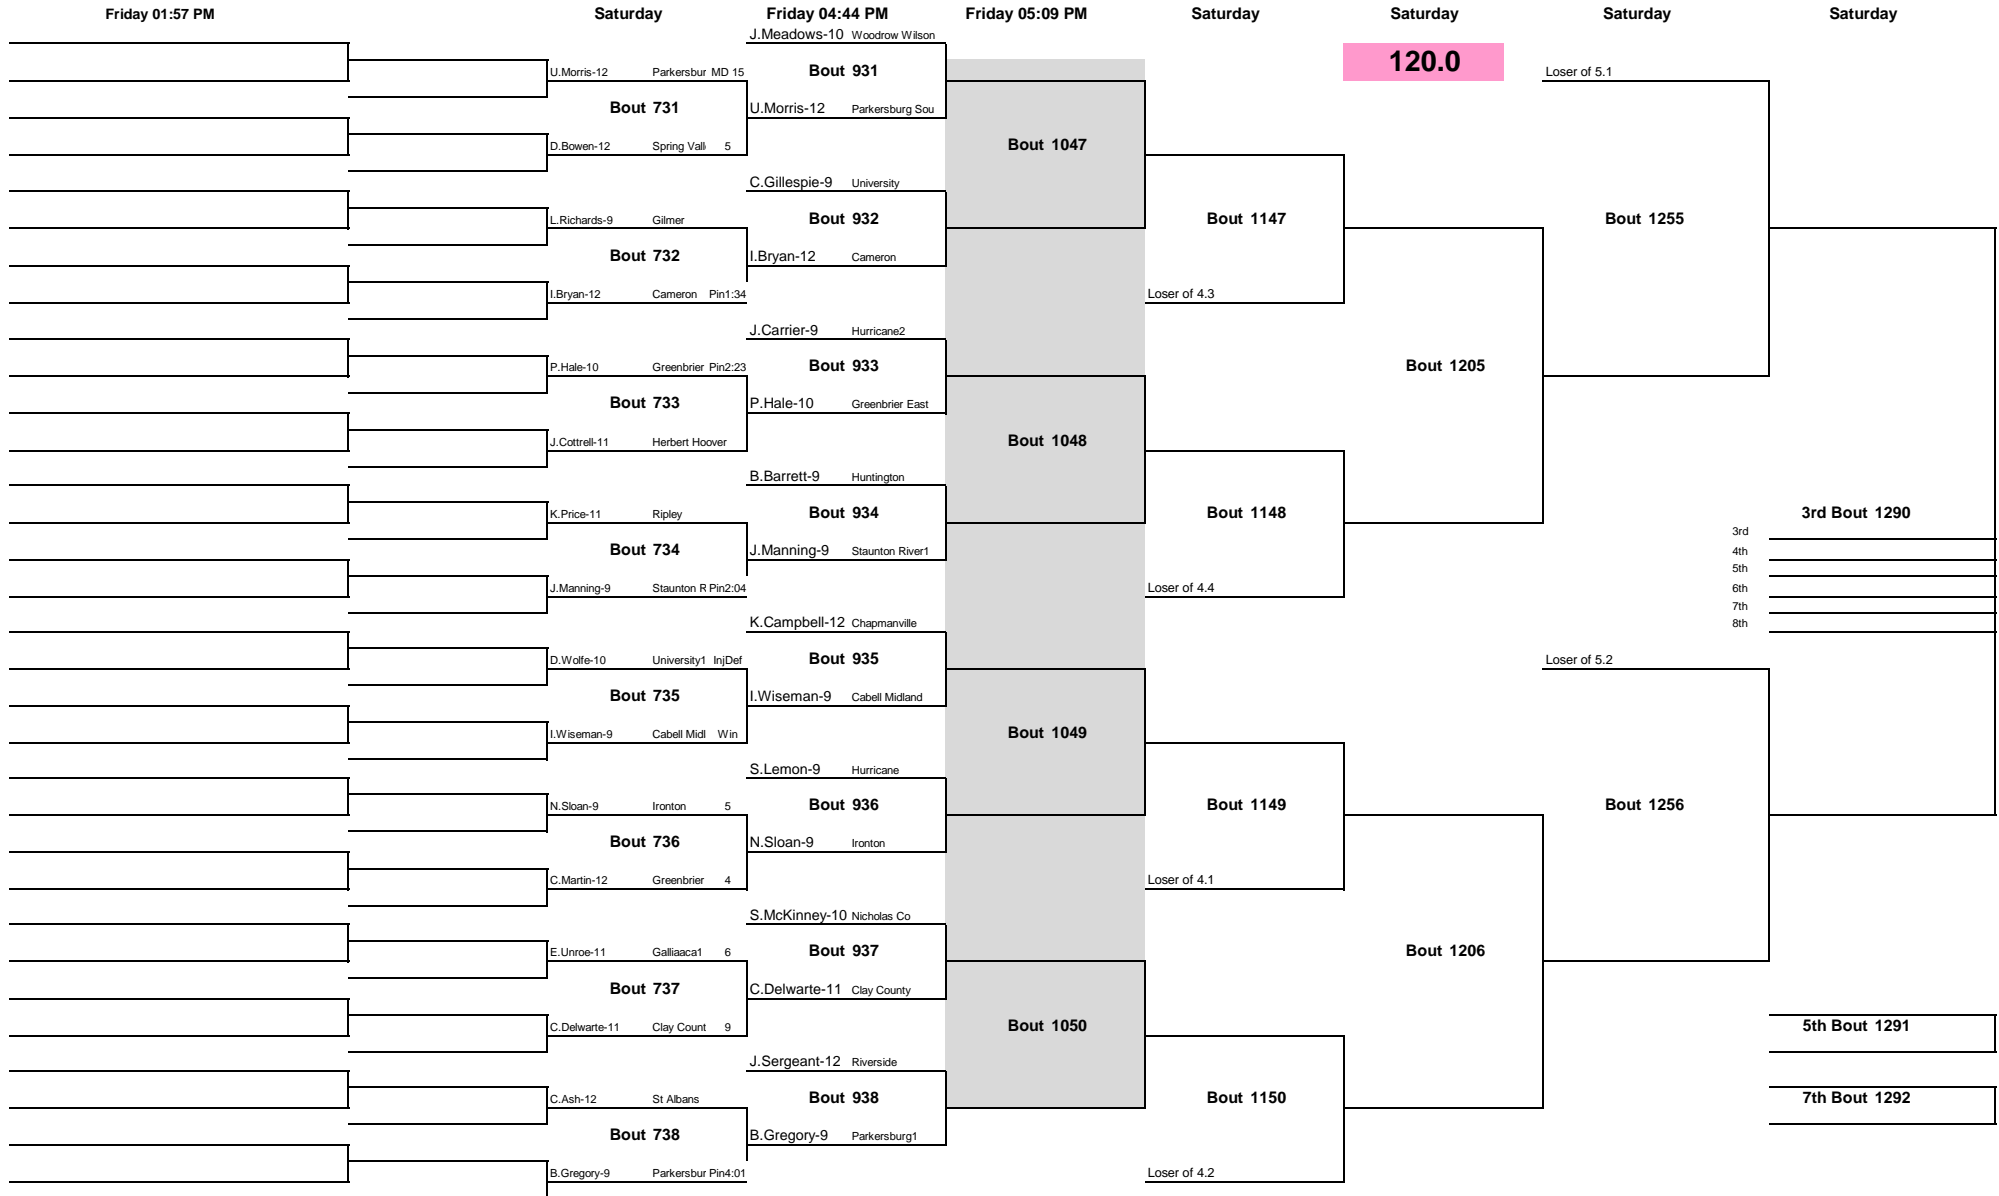 Friday 01:57 PM Saturday Friday 04:44 PM Friday 05:09 PM Saturday Saturday Saturday Saturday
J.Meadows-10 Woodrow Wilson
120.0
U.Morris-12 Parkersbur MD 15 Bout 931 Loser of 5.1
Bout 731 U.Morris-12 Parkersburg Sou
D.Bowen-12 Spring Vall 5 Bout 1047
C.Gillespie-9 University
L.Richards-9 Gilmer Bout 932 Bout 1147 Bout 1255
Bout 732 I.Bryan-12 Cameron
I.Bryan-12 Cameron Pin1:34 Loser of 4.3
J.Carrier-9 Hurricane2
P.Hale-10 Greenbrier Pin2:23 Bout 933 Bout 1205
Bout 733 P.Hale-10 Greenbrier East
J.Cottrell-11 Herbert Hoover Bout 1048
B.Barrett-9 Huntington
K.Price-11 Ripley Bout 934 Bout 1148 3rd Bout 1290
3rd
Bout 734 J.Manning-9 Staunton River1 4th
5th
J.Manning-9 Staunton R Pin2:04 Loser of 4.4 6th
7th
K.Campbell-12 Chapmanville 8th
D.Wolfe-10 University1 InjDef Bout 935 Loser of 5.2
Bout 735 I.Wiseman-9 Cabell Midland
I.Wiseman-9 Cabell Midl Win Bout 1049
S.Lemon-9 Hurricane
N.Sloan-9 Ironton 5 Bout 936 Bout 1149 Bout 1256
Bout 736 N.Sloan-9 Ironton
C.Martin-12 Greenbrier 4 Loser of 4.1
S.McKinney-10 Nicholas Co
E.Unroe-11 Galliaaca1 6 Bout 937 Bout 1206
Bout 737 C.Delwarte-11 Clay County
C.Delwarte-11 Clay Count 9 Bout 1050 5th Bout 1291
J.Sergeant-12 Riverside
C.Ash-12 St Albans Bout 938 Bout 1150 7th Bout 1292
Bout 738 B.Gregory-9 Parkersburg1
B.Gregory-9 Parkersbur Pin4:01 Loser of 4.2